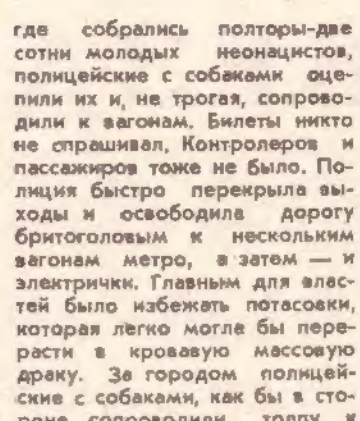 где собрались полторы-две
сотни молодых неонацистов,
полицейские с собаками оце-
пили их и, не трогая, сопрово-
дили к вагонам. Билеты никто
не спрашивал, Контролеров и
пассажиров тоже не было. По-
лиция быстро перекрыла вы-
ходы и освободила дорогу
бритоголовым к нескольким
вагонам метро, а затем — и
электрички. Главным для влас-
тей было избежать потасовки,
которая легко могла бы пере-
расти в кровавую массовую
драку. За городом полицей-
ские с собаками, как бы в сто-
роне сопроводили толпу к